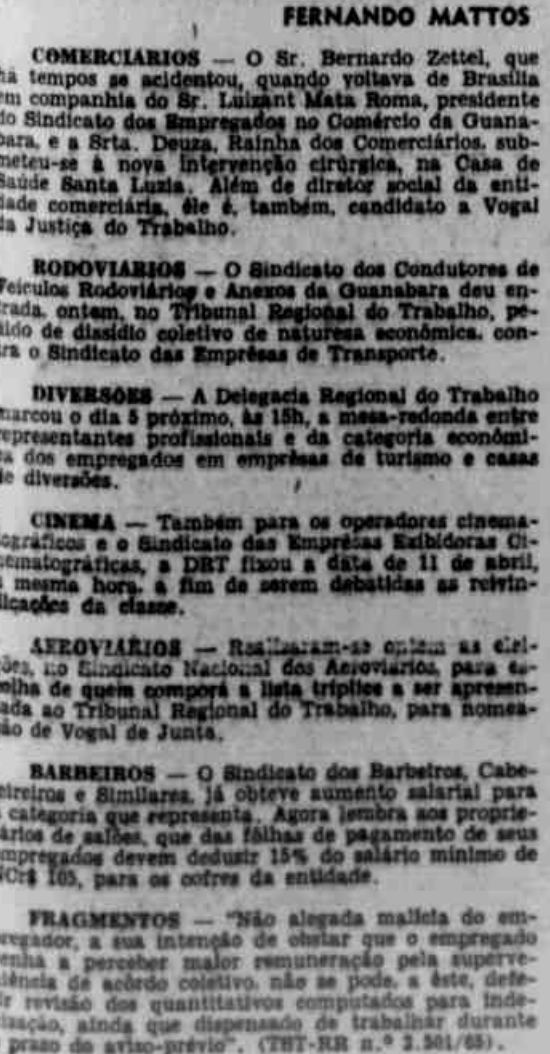 FERNANDO MATTOS
COMERCIÁRIOS — O Sr. Bernardo Zettel, que
há tempos se acidentou, quando voltava de Brasília
em companhia do Sr. Luizant Mata Roma, presidente
do Sindicato dos Empregados no Comércio da Guana-
bara, e a Srta. Deuza, Rainha dos Comerciários, sub-
meteu-se à nova intervenção cirúrgica, na Casa de
Saúde Santa Luzia. Além de diretor social da enti-
dade comerciária, êle é, também, candidato a Vogal
da Justiça do Trabalho.
RODOVIÁRIOS — O Sindicato dos Condutores de
Veículos Rodoviários e Anexos da Guanabara deu en-
trada, ontem, no Tribunal Regional do Trabalho, pe-
dido de dissídio coletivo de natureza econômica, con-
tra o Sindicato das Emprêsas de Transporte.
DIVERSÕES — A Delegacia Regional do Trabalho
marcou o dia 5 próximo, às 15h, a mesa-redonda entre
representantes profissionais e da categoria econômi-
ca dos empregados em emprêsas de turismo e casas
de diversões.
CINEMA — Também para os operadores cinema-
tográficos e o Sindicato das Emprêsas Exibidoras Ci-
nematográficas, a DRT fixou a data de 11 de abril,
à mesma hora, a fim de serem debatidas as reivin-
dicações da classe.
AEROVIÁRIOS — Realizaram-se ontem as elei-
ções, no Sindicato Nacional dos Aeroviários, para es-
colha de quem comporá a lista tríplice a ser apresen-
tada ao Tribunal Regional do Trabalho, para nomea-
ção de Vogal de Junta.
BARBEIROS — O Sindicato dos Barbeiros, Cabe-
leireiros e Similares, já obteve aumento salarial para
a categoria que representa. Agora lembra aos proprie-
tários de salões, que das fôlhas de pagamento de seus
empregados devem deduzir 15% do salário mínimo de
NCr$ 105, para os cofres da entidade.
FRAGMENTOS — "Não alegada malícia do em-
pregador, a sua intenção de obstar que o empregado
venha a perceber maior remuneração pela superve-
niência de acôrdo coletivo, não se pode, a êste, defe-
rir revisão dos quantitativos computados para inde-
nização, ainda que dispensado de trabalhar durante
o prazo do aviso-prévio". (TST-RR n.º 2.501/65).